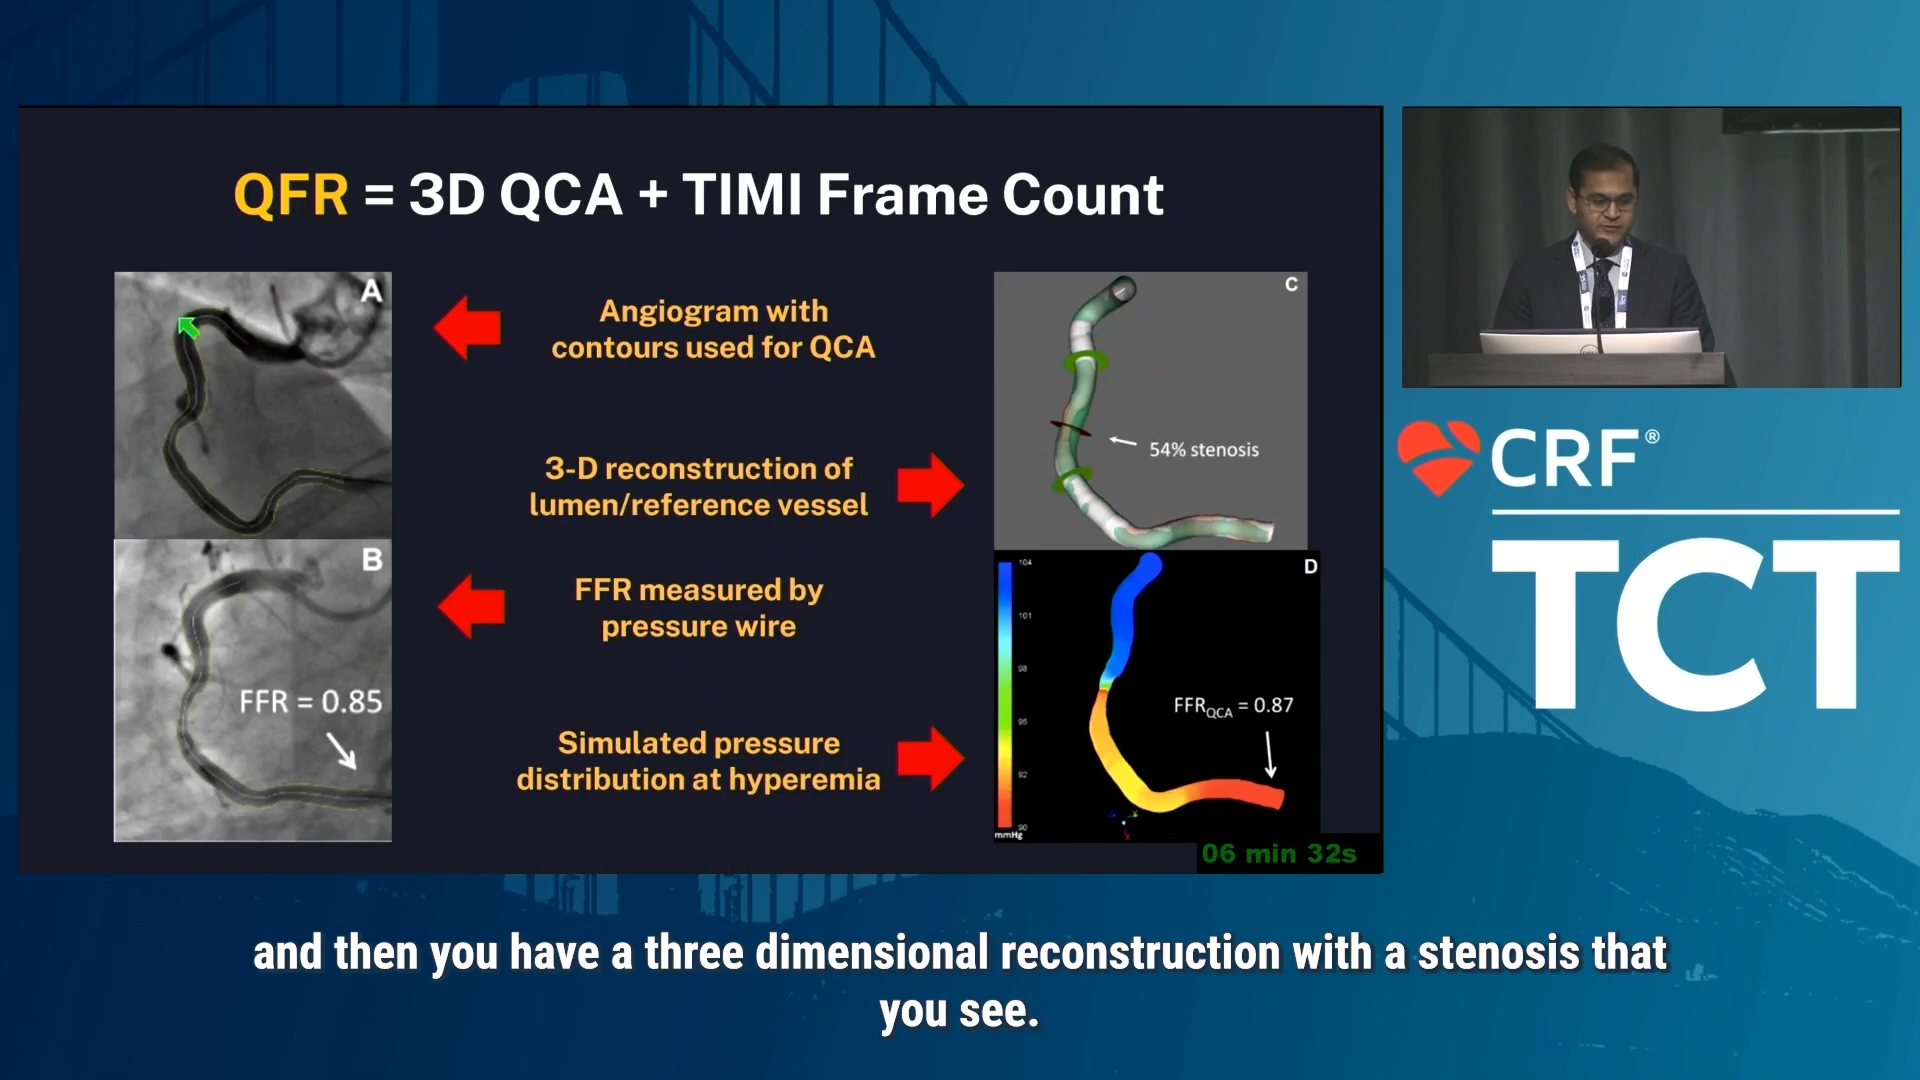 QFR = 3D QCA + TIMI Frame Count
A
Angiogram with
contours used for QCA
C
54% stenosis
3-D reconstruction of
lumen/reference vessel
B
FFR measured by
pressure wire
FFR = 0.85
D
104
101
98
95
92
90
mmHg
FFRQCA = 0.87
X
Simulated pressure
distribution at hyperemia
06 min 32s
CRF®
TCT
and then you have a three dimensional reconstruction with a stenosis that
you see.